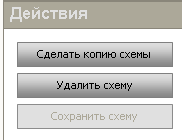 Действия
Сделать копию схемы
Удалить схему
Сохранить схему